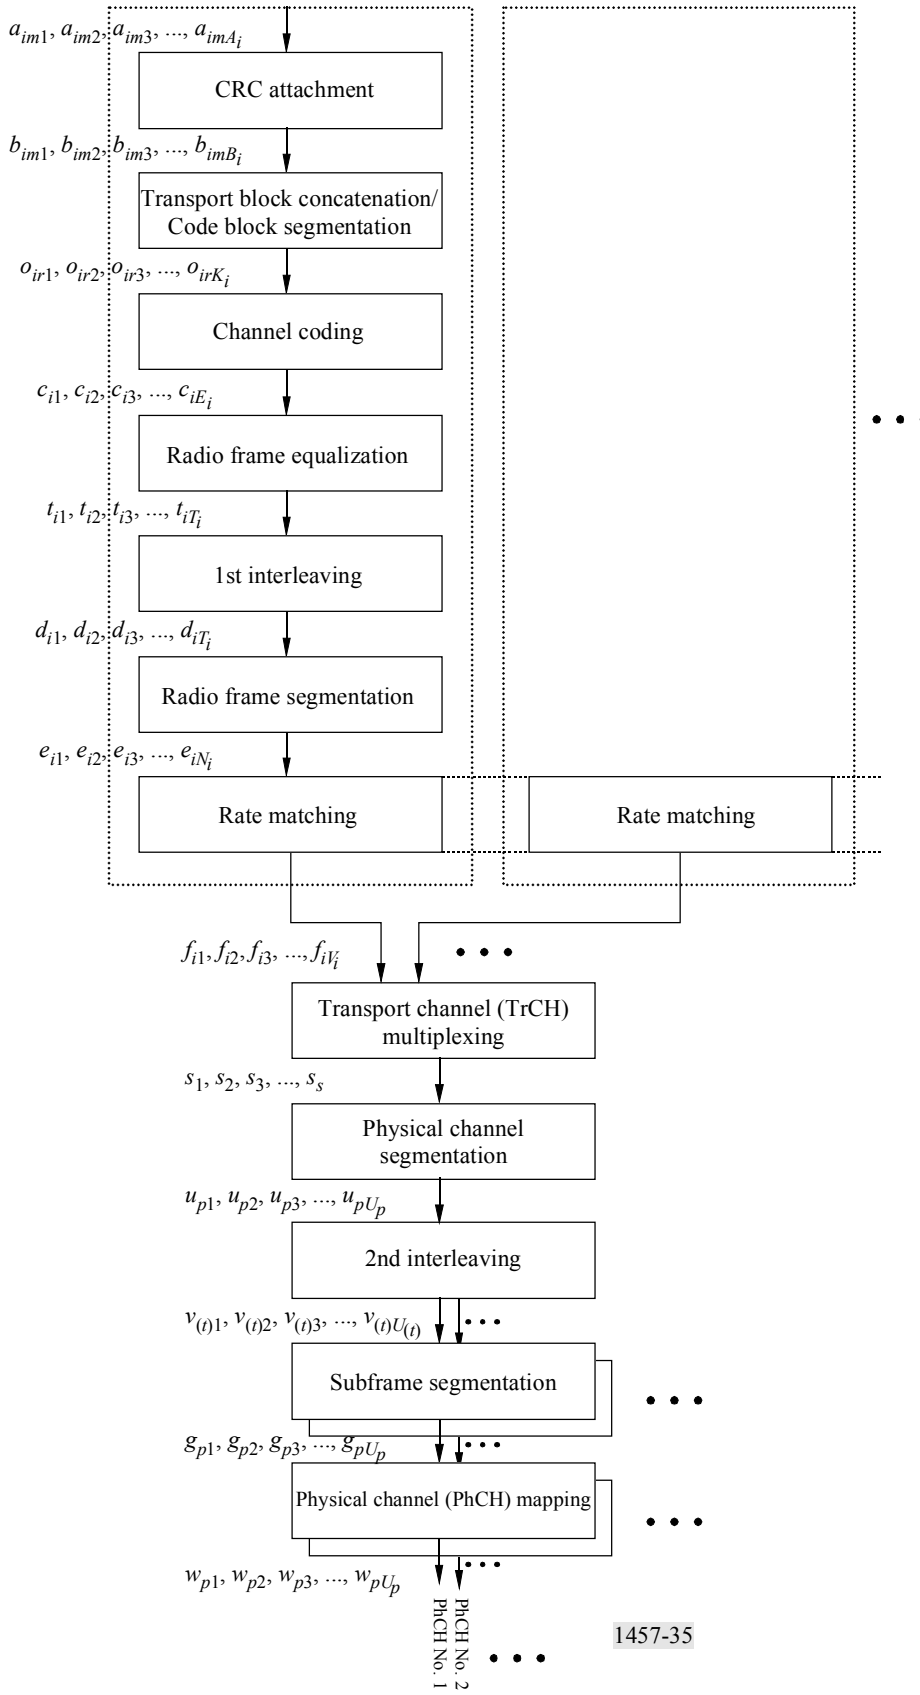 a_im1, a_im2, a_im3, ..., a_imA_i
CRC attachment
b_im1, b_im2, b_im3, ..., b_imB_i
Transport block concatenation/
Code block segmentation
o_ir1, o_ir2, o_ir3, ..., o_irK_i
Channel coding
c_i1, c_i2, c_i3, ..., c_iE_i
Radio frame equalization
t_i1, t_i2, t_i3, ..., t_iT_i
1st interleaving
d_i1, d_i2, d_i3, ..., d_iT_i
Radio frame segmentation
e_i1, e_i2, e_i3, ..., e_iN_i
Rate matching
Rate matching
f_i1, f_i2, f_i3, ..., f_iV_i
Transport channel (TrCH)
multiplexing
s_1, s_2, s_3, ..., s_s
Physical channel
segmentation
u_p1, u_p2, u_p3, ..., u_pU_p
2nd interleaving
v_(t)1, v_(t)2, v_(t)3, ..., v_(t)U_(t)
Subframe segmentation
g_p1, g_p2, g_p3, ..., g_pU_p
Physical channel (PhCH) mapping
w_p1, w_p2, w_p3, ..., w_pU_p
PhCH No. 1
PhCH No. 2
1457-35